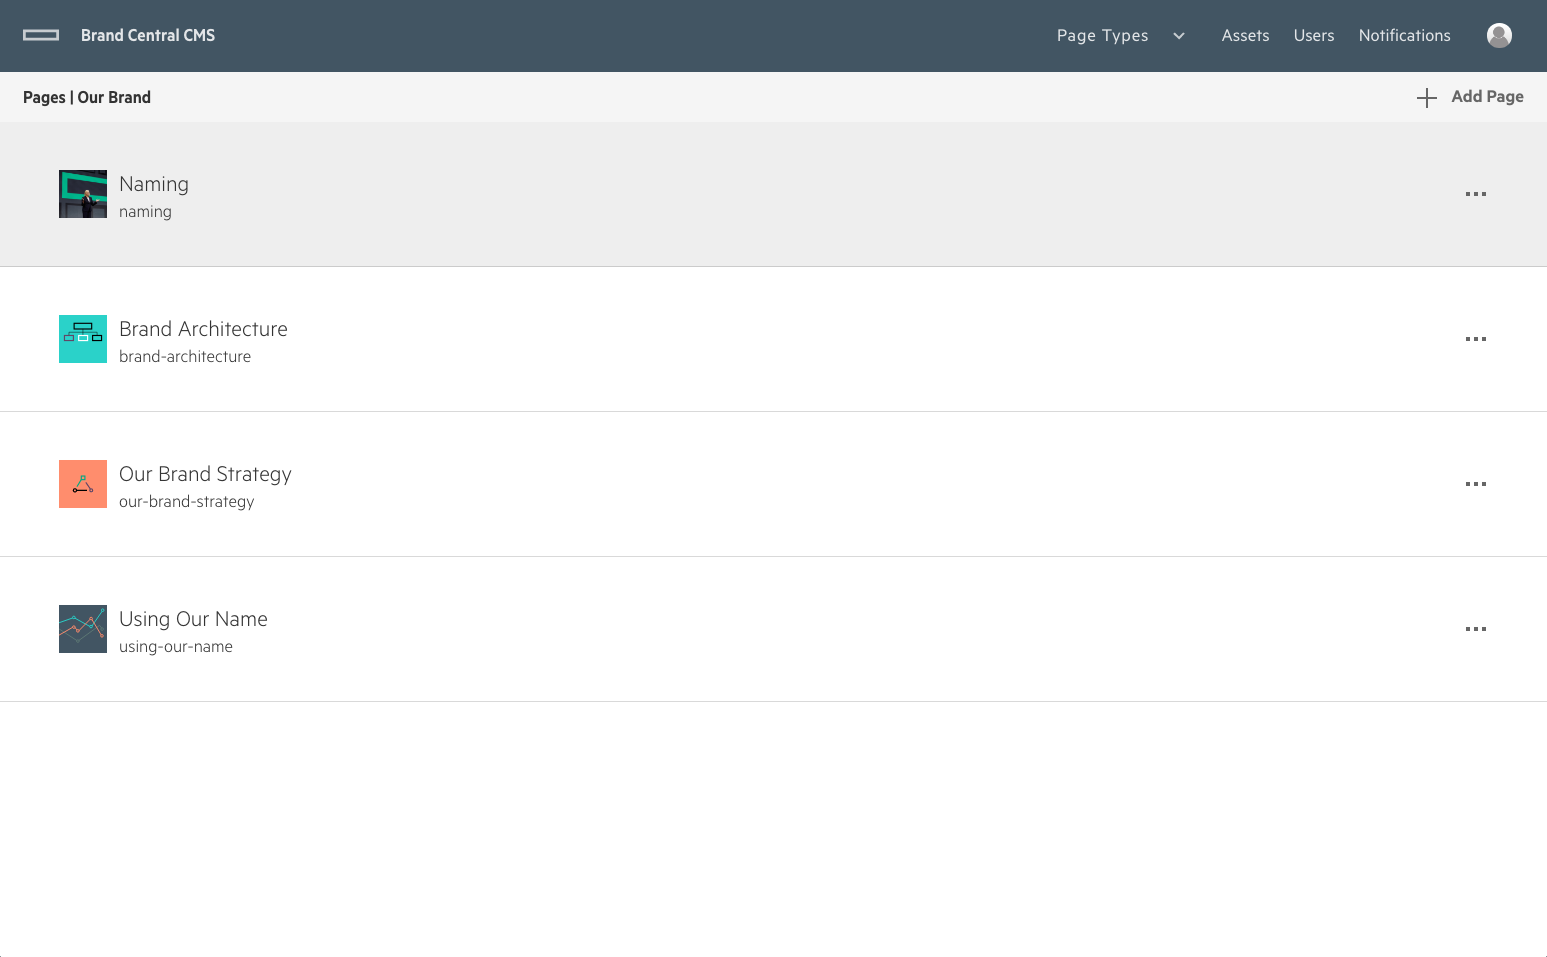 Brand Central CMS
Page Types
Assets
Users
Notifications
Pages | Our Brand
Add Page
Naming
naming
Brand Architecture
brand-architecture
Our Brand Strategy
our-brand-strategy
Using Our Name
using-our-name